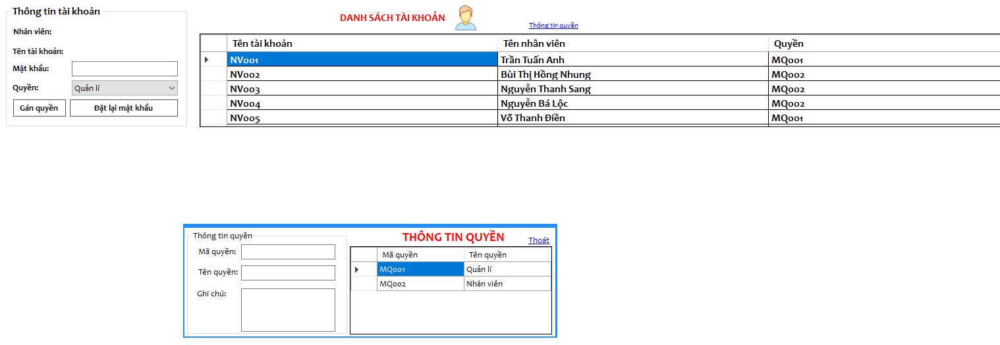 Thông tin tài khoản
Nhân viên:
Tên tài khoản:
Mật khẩu:
Quyền: Quản lí
Gán quyền Đặt lại mật khẩu
DANH SÁCH TÀI KHOẢN
Thông tin quyền
Tên tài khoản Tên nhân viên Quyền
NV001 Trần Tuấn Anh MQ001
NV002 Bùi Thị Hồng Nhung MQ002
NV003 Nguyễn Thanh Sang MQ002
NV004 Nguyễn Bá Lộc MQ002
NV005 Võ Thanh Điền MQ001
Thông tin quyền
Mã quyền:
Tên quyền:
Ghi chú:
THÔNG TIN QUYỀN
Thoát
Mã quyền Tên quyền
MQ001 Quản lí
MQ002 Nhân viên